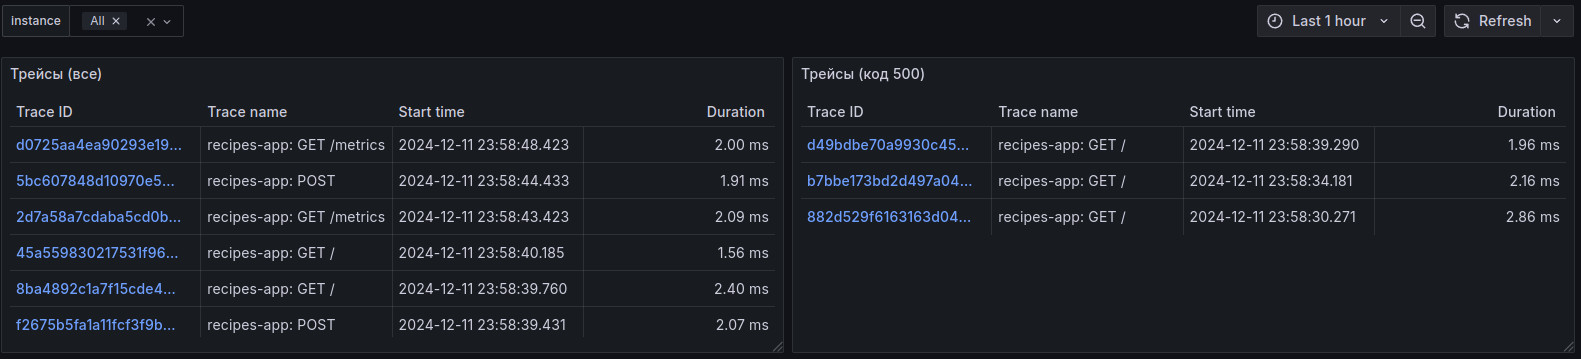 instance All
Last 1 hour Refresh
Трейсы (все)
Trace ID Trace name Start time Duration
d0725aa4ea90293e19... recipes-app: GET /metrics 2024-12-11 23:58:48.423 2.00 ms
5bc607848d10970e5... recipes-app: POST 2024-12-11 23:58:44.433 1.91 ms
2d7a58a7cdaba5cd0b... recipes-app: GET /metrics 2024-12-11 23:58:43.423 2.09 ms
45a559830217531f96... recipes-app: GET / 2024-12-11 23:58:40.185 1.56 ms
8ba4892c1a7f15cde4... recipes-app: GET / 2024-12-11 23:58:39.760 2.40 ms
f2675b5fa1a11fcf3f9b... recipes-app: POST 2024-12-11 23:58:39.431 2.07 ms
Трейсы (код 500)
Trace ID Trace name Start time Duration
d49bdbe70a9930c45... recipes-app: GET / 2024-12-11 23:58:39.290 1.96 ms
b7bbe173bd2d497a04... recipes-app: GET / 2024-12-11 23:58:34.181 2.16 ms
882d529f6163163d04... recipes-app: GET / 2024-12-11 23:58:30.271 2.86 ms